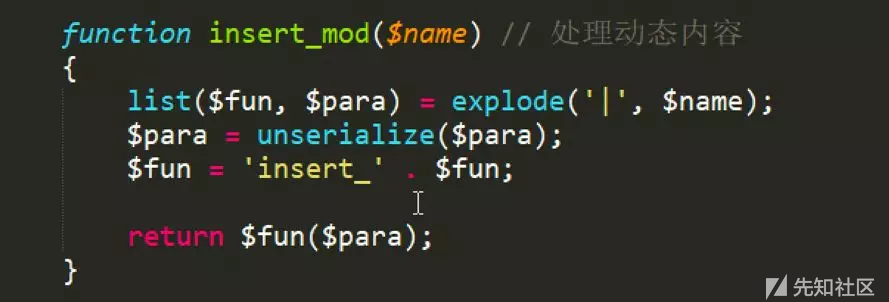 function insert_mod($name) // 处理动态内容
{
    list($fun, $para) = explode('|', $name);
    $para = unserialize($para);
    $fun = 'insert_' . $fun;

    return $fun($para);
}
先知社区